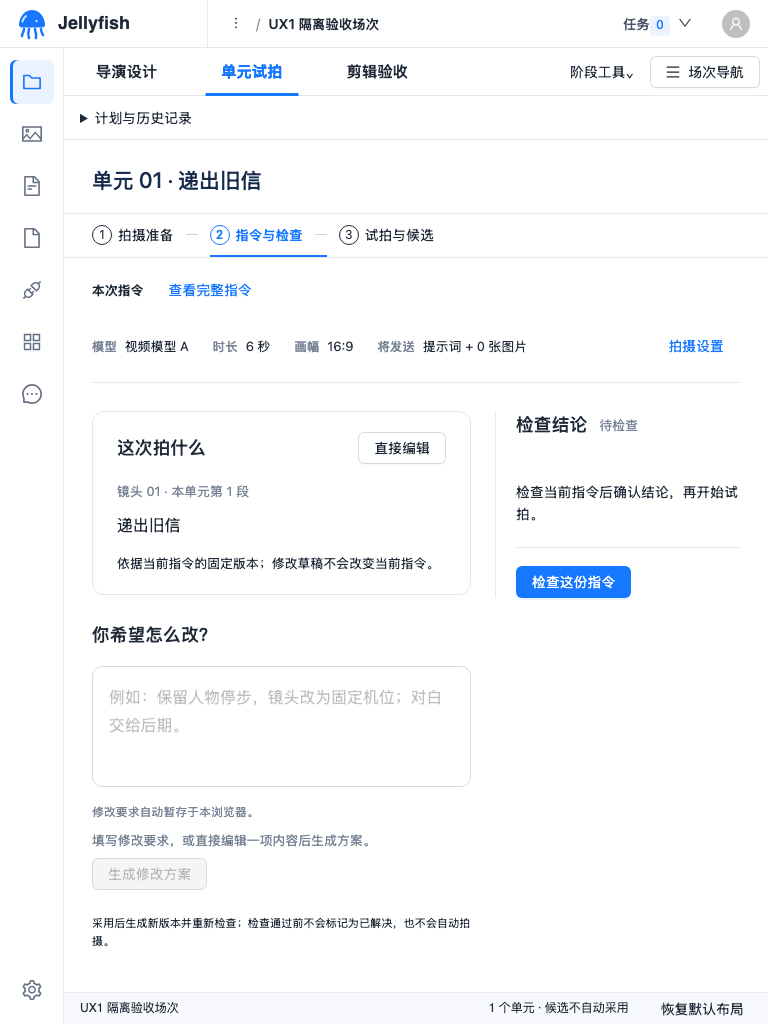 Jellyfish
/ UX1 隔离验收场次
任务 0
导演设计 单元试拍 剪辑验收 阶段工具 场次导航
计划与历史记录
单元 01 · 递出旧信
1 拍摄准备 2 指令与检查 3 试拍与候选
本次指令 查看完整指令
模型 视频模型 A 时长 6 秒 画幅 16:9 将发送 提示词 + 0 张图片 拍摄设置
这次拍什么 直接编辑
镜头 01 · 本单元第 1 段
递出旧信
依据当前指令的固定版本；修改草稿不会改变当前指令。
检查结论 待检查
检查当前指令后确认结论，再开始试
拍。
检查这份指令
你希望怎么改?
例如：保留人物停步，镜头改为固定机位；对白
交给后期。
修改要求自动暂存于本浏览器。
填写修改要求，或直接编辑一项内容后生成方案。
生成修改方案
采用后生成新版本并重新检查；检查通过前不会标记为已解决，也不会自动拍
摄。
UX1 隔离验收场次 1 个单元 · 候选不自动采用 恢复默认布局